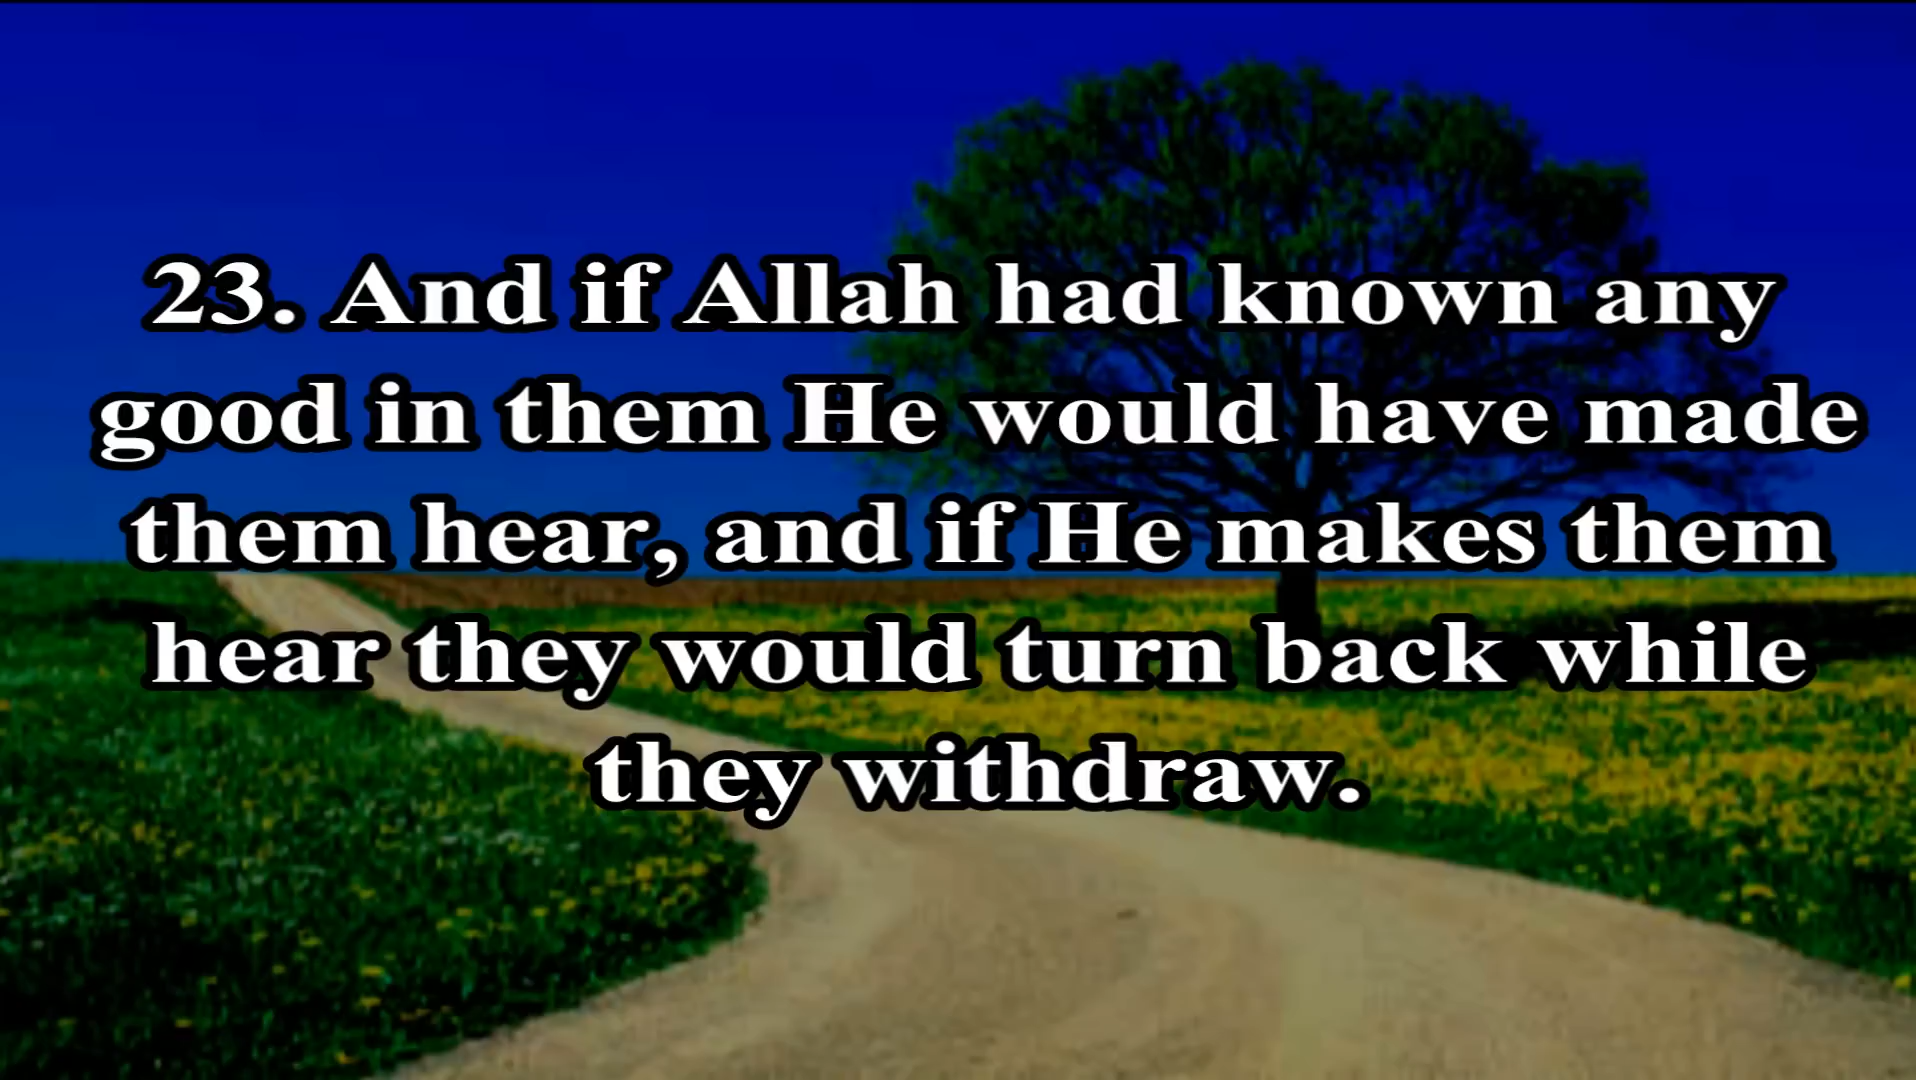 23. And if Allah had known any
good in them He would have made
them hear, and if He makes them
hear they would turn back while
they withdraw.